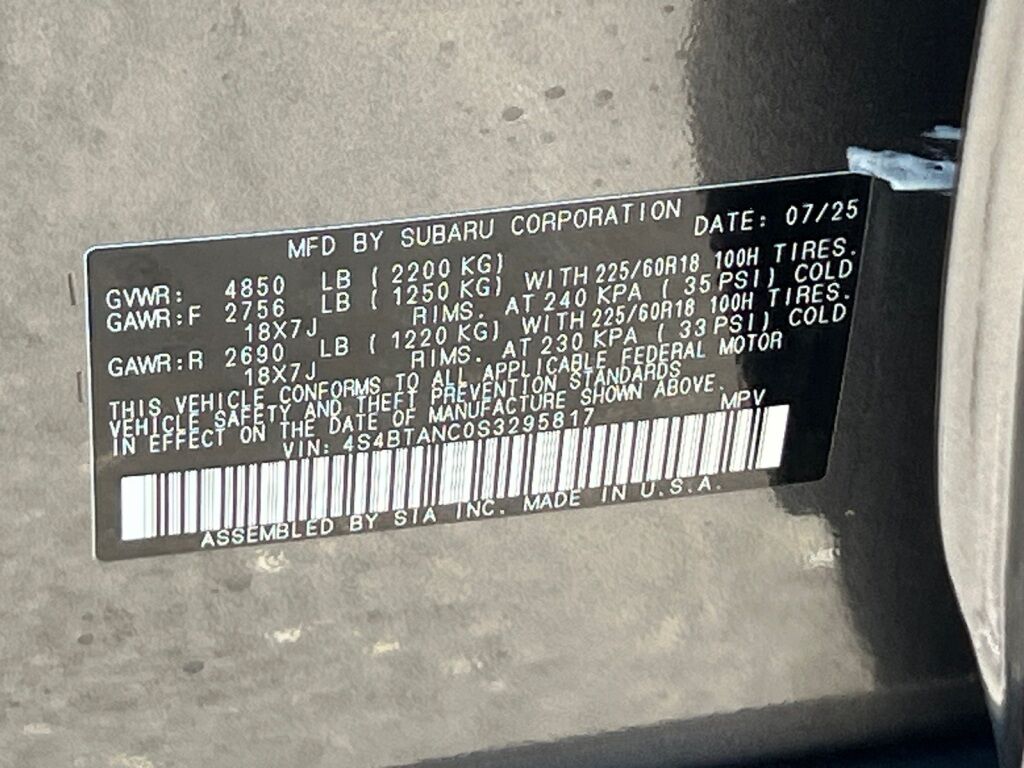 MFD BY SUBARU CORPORATION DATE: 07/25
GVWR: 4850 LB ( 2200 KG)
GAWR:F 2756 LB ( 1250 KG) WITH 225/60R18 100H TIRES.
18X7J RIMS. AT 240 KPA ( 35 PSI) COLD
GAWR:R 2690 LB ( 1220 KG) WITH 225/60R18 100H TIRES.
18X7J RIMS. AT 230 KPA ( 33 PSI) COLD
THIS VEHICLE CONFORMS TO ALL APPLICABLE FEDERAL MOTOR
VEHICLE SAFETY AND THEFT PREVENTION STANDARDS
IN EFFECT ON THE DATE OF MANUFACTURE SHOWN ABOVE.
VIN: 4S4BTANC0S3295817 MPV
ASSEMBLED BY SIA INC. MADE IN U.S.A.